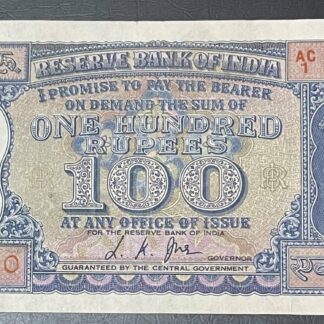 RESERVE BANK OF INDIA
AC
1
I PROMISE TO PAY THE BEARER
ON DEMAND THE SUM OF
ONE HUNDRED
RUPEES
100
AT ANY OFFICE OF ISSUE
FOR THE RESERVE BANK OF INDIA
GOVERNOR
GUARANTEED BY THE CENTRAL GOVERNMENT
0